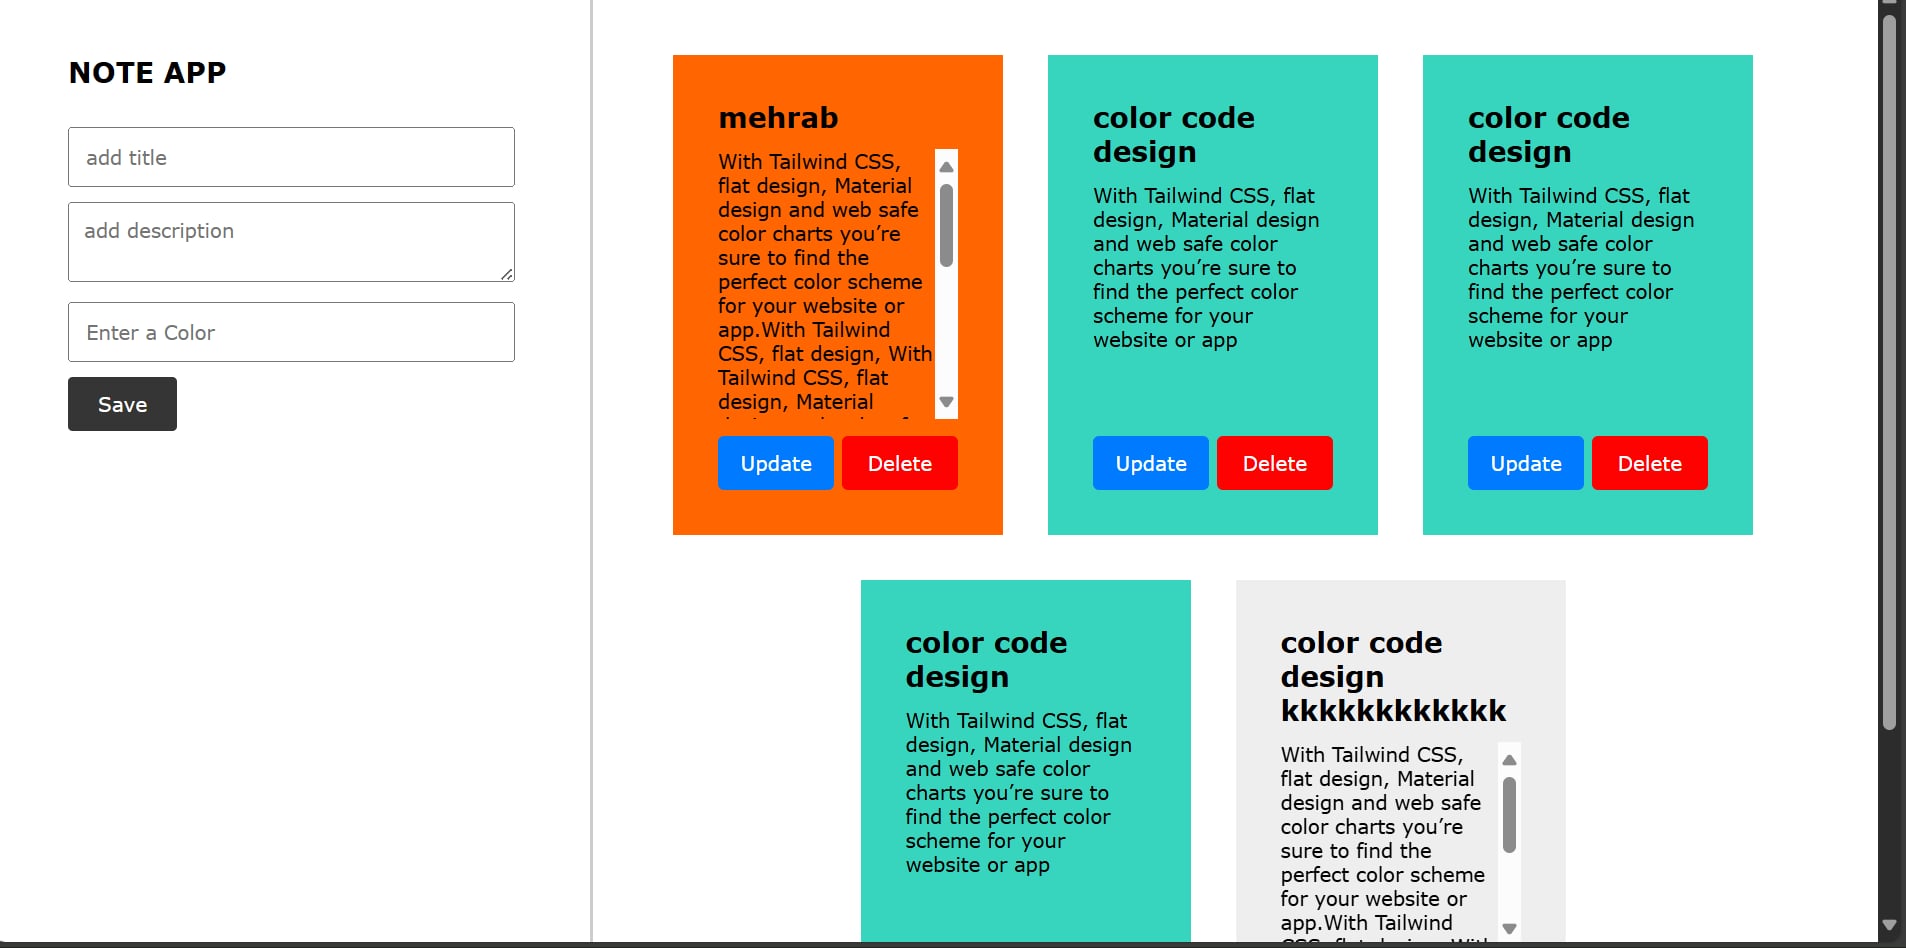 NOTE APP
add title
add description
Enter a Color
Save
mehrab
With Tailwind CSS,
flat design, Material
design and web safe
color charts you’re
sure to find the
perfect color scheme
for your website or
app.With Tailwind
CSS, flat design, With
Tailwind CSS, flat
design, Material
Update Delete
color code
design
With Tailwind CSS, flat
design, Material design
and web safe color
charts you’re sure to
find the perfect color
scheme for your
website or app
Update Delete
color code
design
With Tailwind CSS, flat
design, Material design
and web safe color
charts you’re sure to
find the perfect color
scheme for your
website or app
Update Delete
color code
design
With Tailwind CSS, flat
design, Material design
and web safe color
charts you’re sure to
find the perfect color
scheme for your
website or app
color code
design
kkkkkkkkkkkk
With Tailwind CSS,
flat design, Material
design and web safe
color charts you’re
sure to find the
perfect color scheme
for your website or
app.With Tailwind